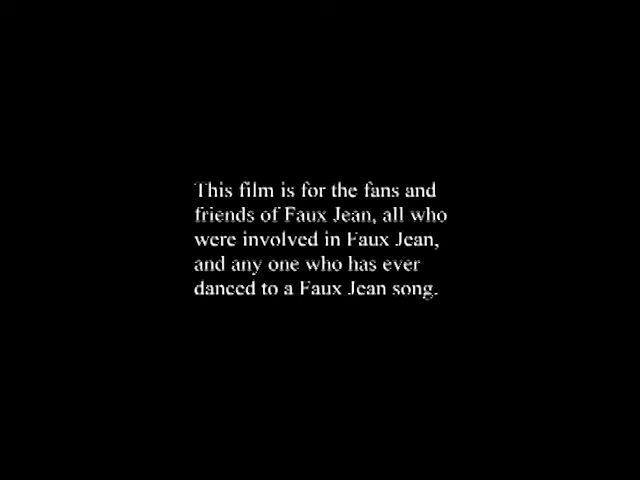 This film is for the fans and
friends of Faux Jean, all who
were involved in Faux Jean,
and any one who has ever
danced to a Faux Jean song.